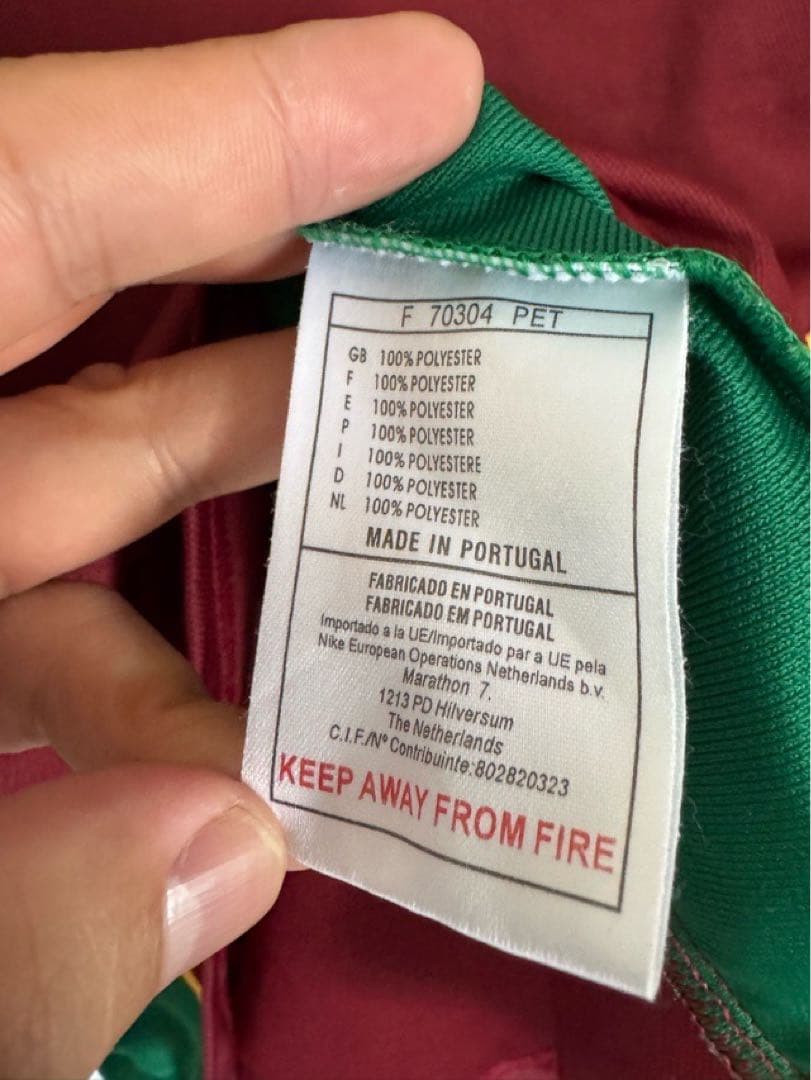 F 70304 PET
GB 100% POLYESTER
F 100% POLYESTER
E 100% POLYESTER
P 100% POLYESTER
I 100% POLYESTERE
D 100% POLYESTER
NL 100% POLYESTER
MADE IN PORTUGAL
FABRICADO EN PORTUGAL
FABRICADO EM PORTUGAL
Importado a la UE/Importado par a UE pela
Nike European Operations Netherlands b.v.
Marathon 7.
1213 PD Hilversum
The Netherlands
C.I.F./Nº Contribuinte:802820323
KEEP AWAY FROM FIRE